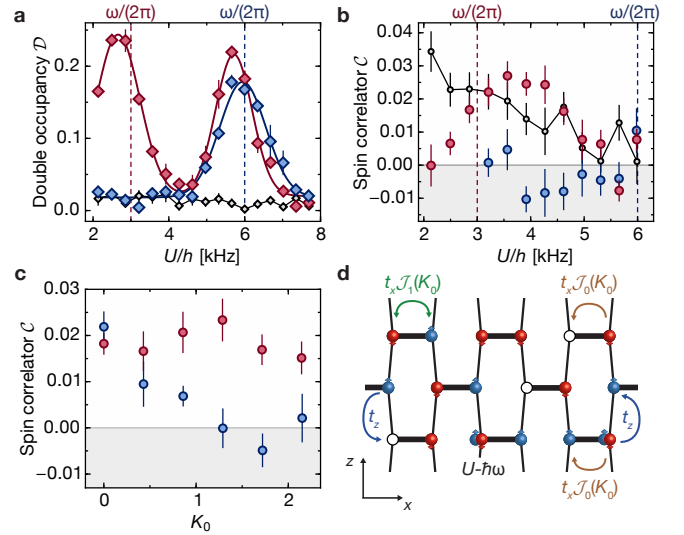 a
ω/(2π)
ω/(2π)
Double occupancy 𝒟
0.2
0.1
0.0
2
4
6
8
U/h [kHz]
b
ω/(2π)
ω/(2π)
Spin correlator 𝒞
0.04
0.03
0.02
0.01
0.00
−0.01
2
3
4
5
6
U/h [kHz]
c
Spin correlator 𝒞
0.03
0.02
0.01
0.00
−0.01
0
1
2
K₀
d
tₓ𝒥₁(K₀)
tₓ𝒥₀(K₀)
t_z
t_z
U-ħω
tₓ𝒥₀(K₀)
z
x